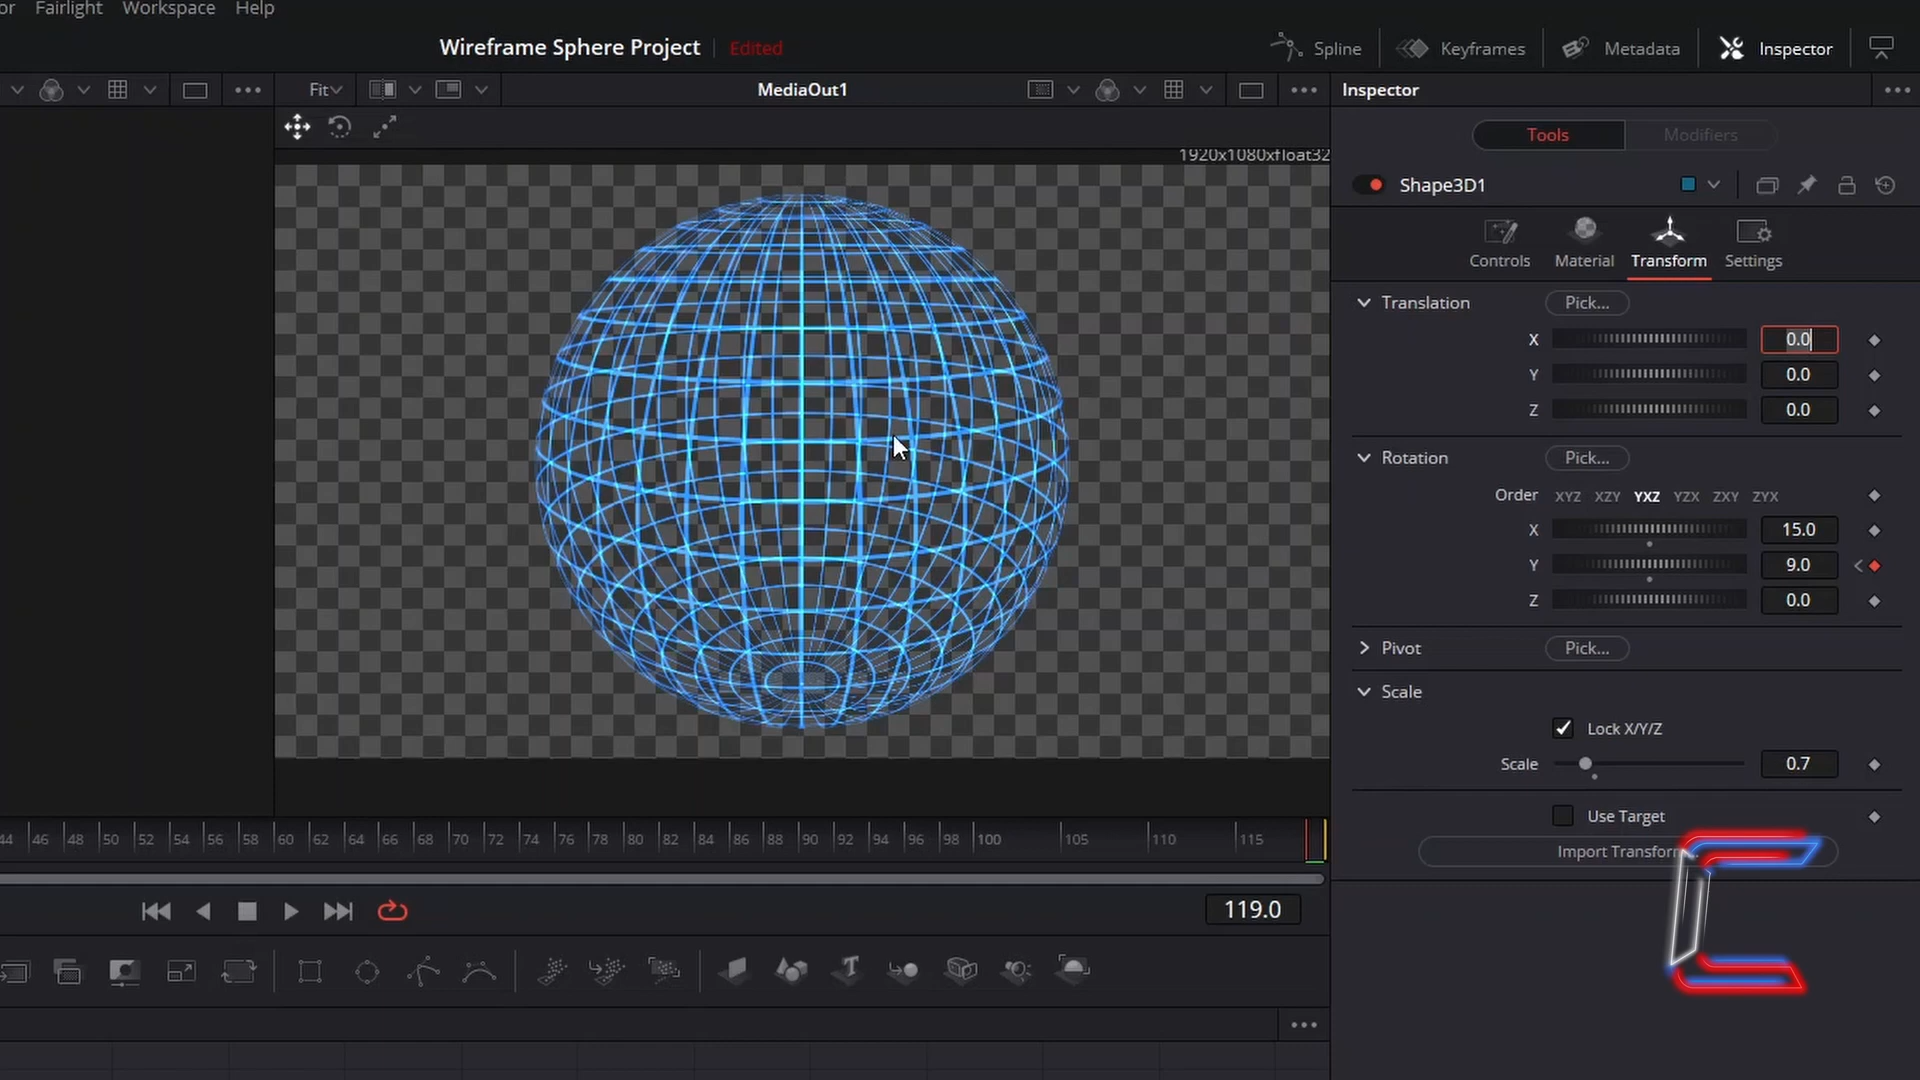 or Fairlight Workspace Help
Wireframe Sphere Project Edited
Spline Keyframes Metadata Inspector
Fit MediaOut1
Inspector
Tools Modifiers
1920x1080xfloat32
Shape3D1
Controls Material Transform Settings
Translation Pick...
X 0.0
Y 0.0
Z 0.0
Rotation Pick...
Order XYZ XZY YXZ YZX ZXY ZYX
X 15.0
Y 9.0
Z 0.0
Pivot Pick...
Scale
Lock X/Y/Z
Scale 0.7
Use Target
Import Transform...
44 46 48 50 52 54 56 58 60 62 64 66 68 70 72 74 76 78 80 82 84 86 88 90 92 94 96 98 100 105 110 115
119.0